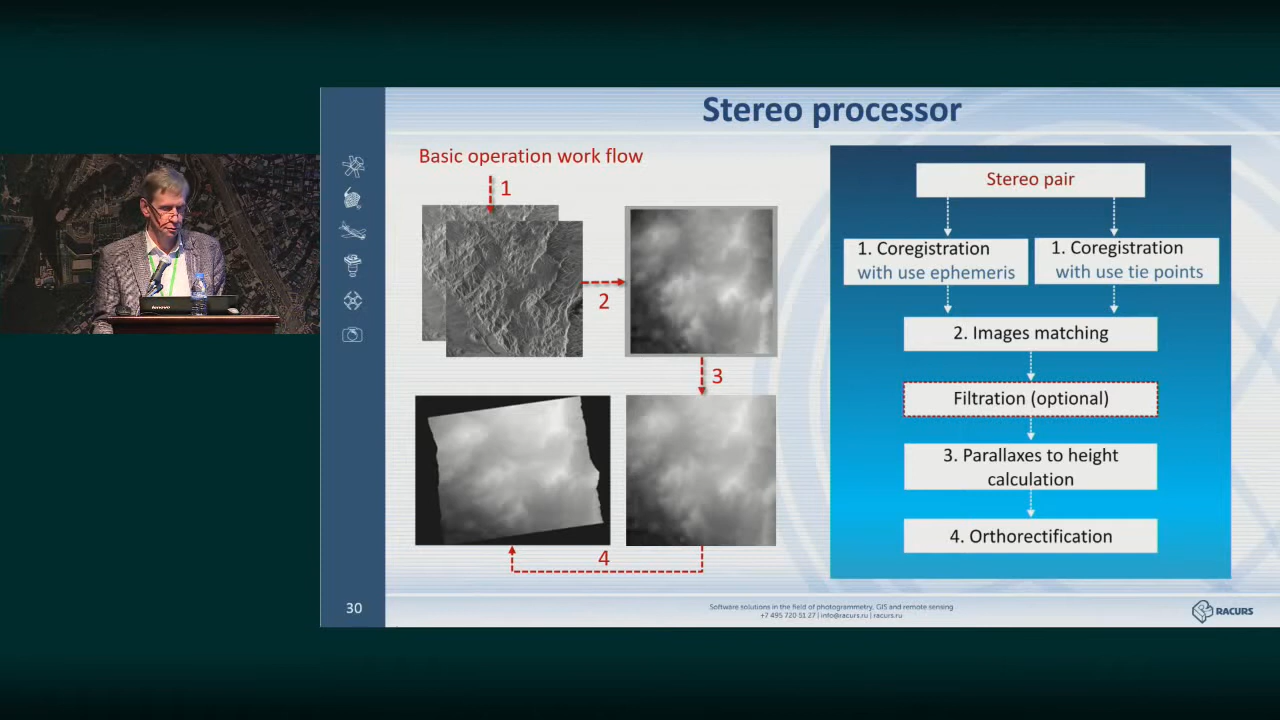 Stereo processor
Basic operation work flow
1
2
3
4
Stereo pair
1. Coregistration
with use ephemeris
1. Coregistration
with use tie points
2. Images matching
Filtration (optional)
3. Parallaxes to height
calculation
4. Orthorectification
30
Software solutions in the field of photogrammetry, GIS and remote sensing
+7 495 720 51 27 | info@racurs.ru | racurs.ru
RACURS
lenovo